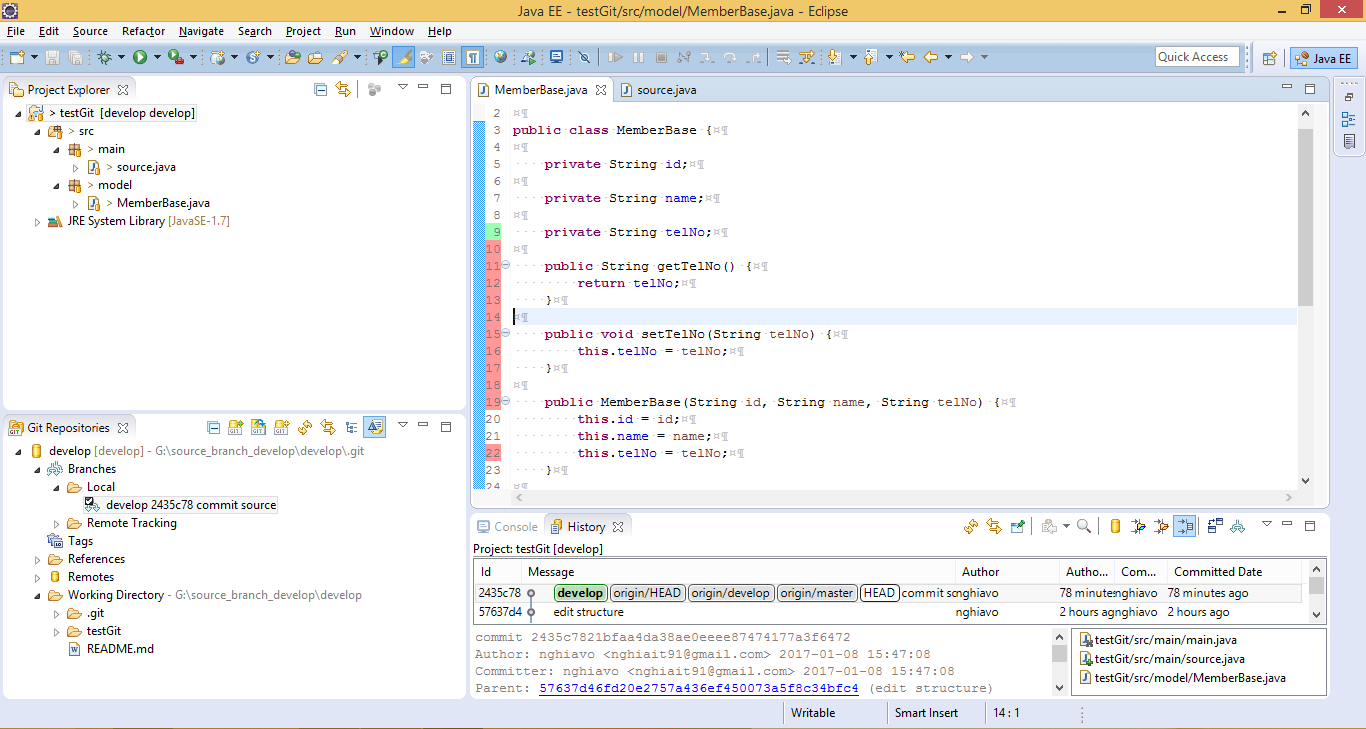 Java EE - testGit/src/model/MemberBase.java - Eclipse
File Edit Source Refactor Navigate Search Project Run Window Help
Quick Access
Java EE
Project Explorer
> testGit [develop develop]
> src
> main
> source.java
> model
> MemberBase.java
JRE System Library [JavaSE-1.7]
Git Repositories
develop [develop] - G:\source_branch_develop\develop\.git
Branches
Local
develop 2435c78 commit source
Remote Tracking
Tags
References
Remotes
Working Directory - G:\source_branch_develop\develop
.git
testGit
README.md
MemberBase.java source.java
2 ¤¶
3 public·class·MemberBase·{¤¶
4 ¤¶
5 ····private·String·id;¤¶
6 ¤¶
7 ····private·String·name;¤¶
8 ¤¶
9 ····private·String·telNo;¤¶
10 ¤¶
11 ····public·String·getTelNo()·{¤¶
12 ········return·telNo;¤¶
13 ····}¤¶
14 ¤¶
15 ····public·void·setTelNo(String·telNo)·{¤¶
16 ········this.telNo·=·telNo;¤¶
17 ····}¤¶
18 ¤¶
19 ····public·MemberBase(String·id,·String·name,·String·telNo)·{¤¶
20 ········this.id·=·id;¤¶
21 ········this.name·=·name;¤¶
22 ········this.telNo·=·telNo;¤¶
23 ····}¤¶
24 ¤¶
Console History
Project: testGit [develop]
Id Message Author Autho... Com... Committed Date
2435c78 develop origin/HEAD origin/develop origin/master HEAD commit so nghiavo 78 minutes nghiavo 78 minutes ago
57637d4 edit structure nghiavo 2 hours ag nghiavo 2 hours ago
commit 2435c7821bfaa4da38ae0eeee87474177a3f6472
Author: nghiavo <nghiait91@gmail.com> 2017-01-08 15:47:08
Committer: nghiavo <nghiait91@gmail.com> 2017-01-08 15:47:08
Parent: 57637d46fd20e2757a436ef450073a5f8c34bfc4 (edit structure)
testGit/src/main/main.java
testGit/src/main/source.java
testGit/src/model/MemberBase.java
Writable Smart Insert 14 : 1